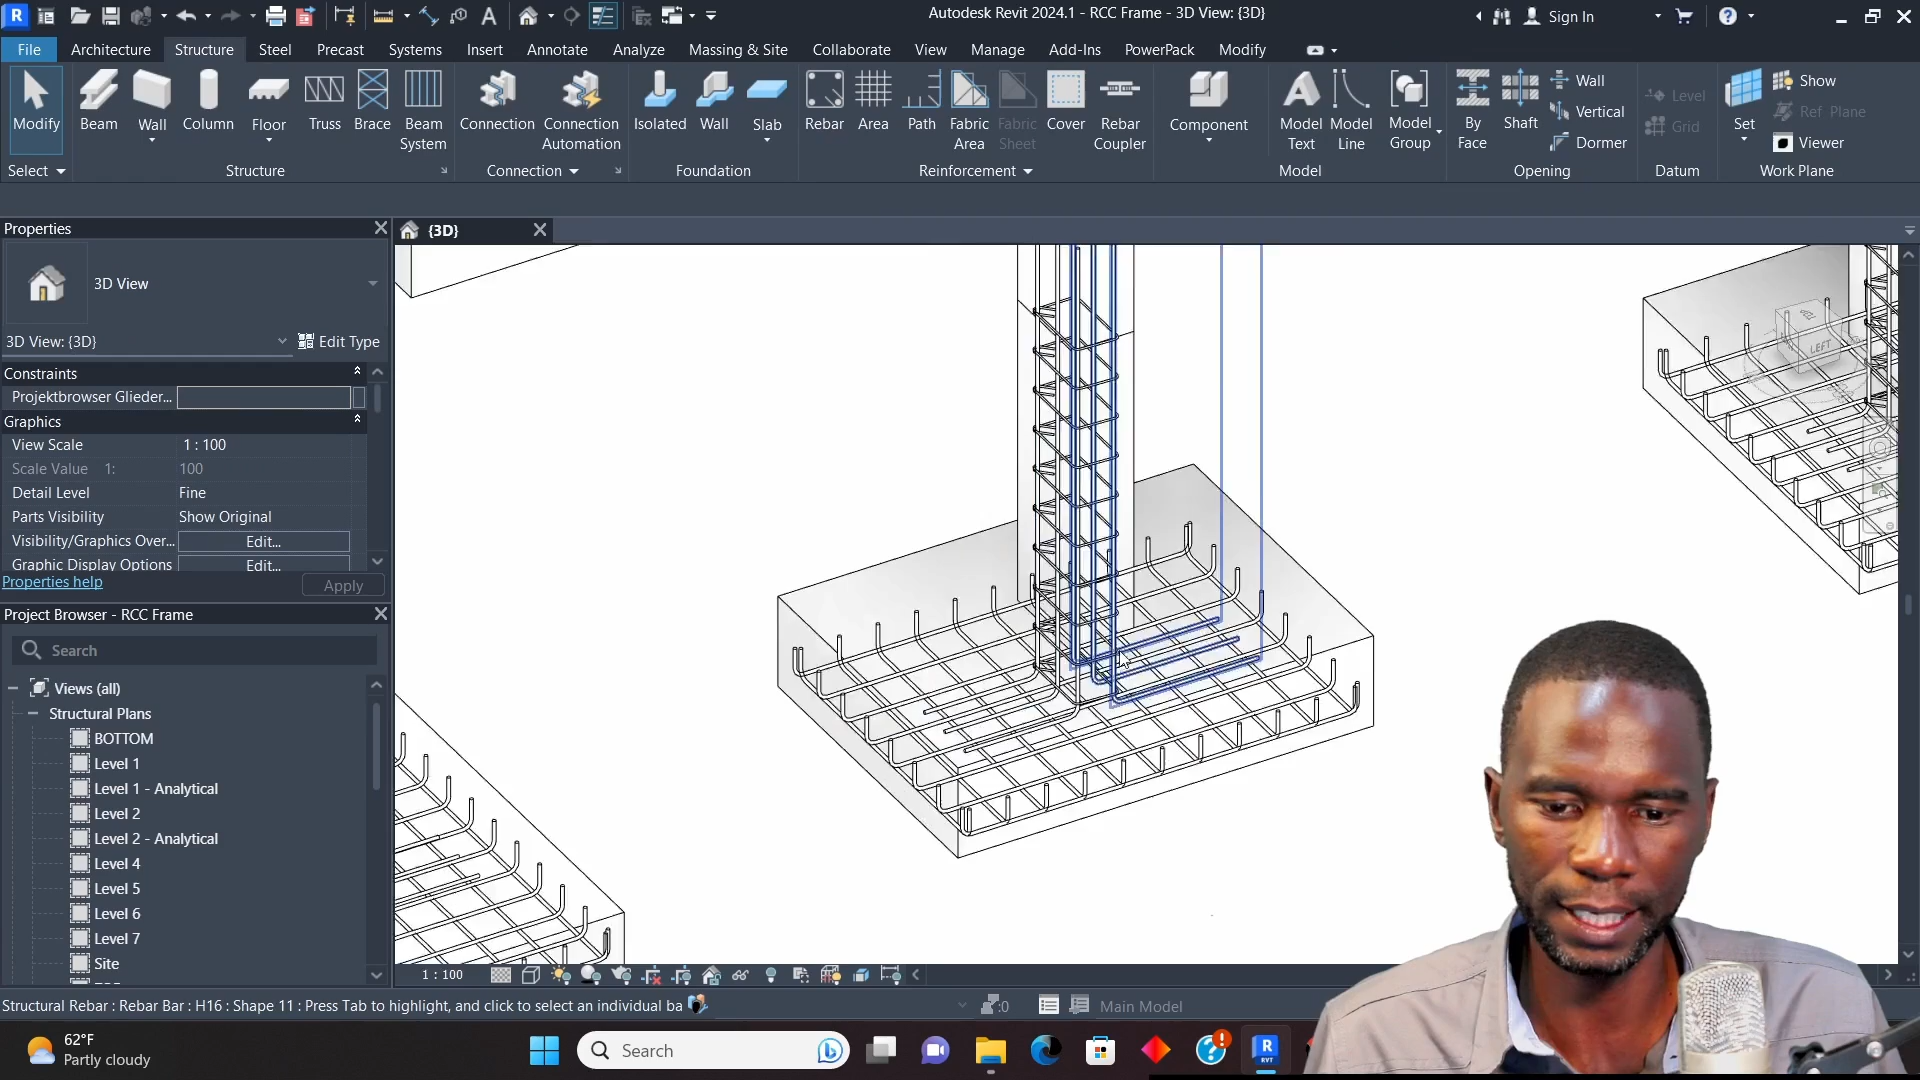 Autodesk Revit 2024.1 - RCC Frame - 3D View: {3D}
Sign In
File Architecture Structure Steel Precast Systems Insert Annotate Analyze Massing & Site Collaborate View Manage Add-Ins PowerPack Modify
Modify
Beam
Wall
Column
Floor
Truss
Brace
Beam
System
Connection
Connection
Automation
Isolated
Wall
Slab
Rebar
Area
Path
Fabric
Area
Fabric
Sheet
Cover
Rebar
Coupler
Component
Model
Text
Model
Line
Model
Group
By
Face
Shaft
Wall
Vertical
Dormer
Level
Grid
Set
Show
Ref Plane
Viewer
Select
Structure
Connection
Foundation
Reinforcement
Model
Opening
Datum
Work Plane
Properties
3D View
3D View: {3D}
Edit Type
Constraints
Projektbrowser Glieder...
Graphics
View Scale 1 : 100
Scale Value 1: 100
Detail Level Fine
Parts Visibility Show Original
Visibility/Graphics Over... Edit...
Graphic Display Options Edit...
Properties help
Apply
Project Browser - RCC Frame
Search
Views (all)
Structural Plans
BOTTOM
Level 1
Level 1 - Analytical
Level 2
Level 2 - Analytical
Level 4
Level 5
Level 6
Level 7
Site
{3D}
LEFT
1 : 100
Structural Rebar : Rebar Bar : H16 : Shape 11 : Press Tab to highlight, and click to select an individual ba
:0
Main Model
62°F
Partly cloudy
Search
R
RVT